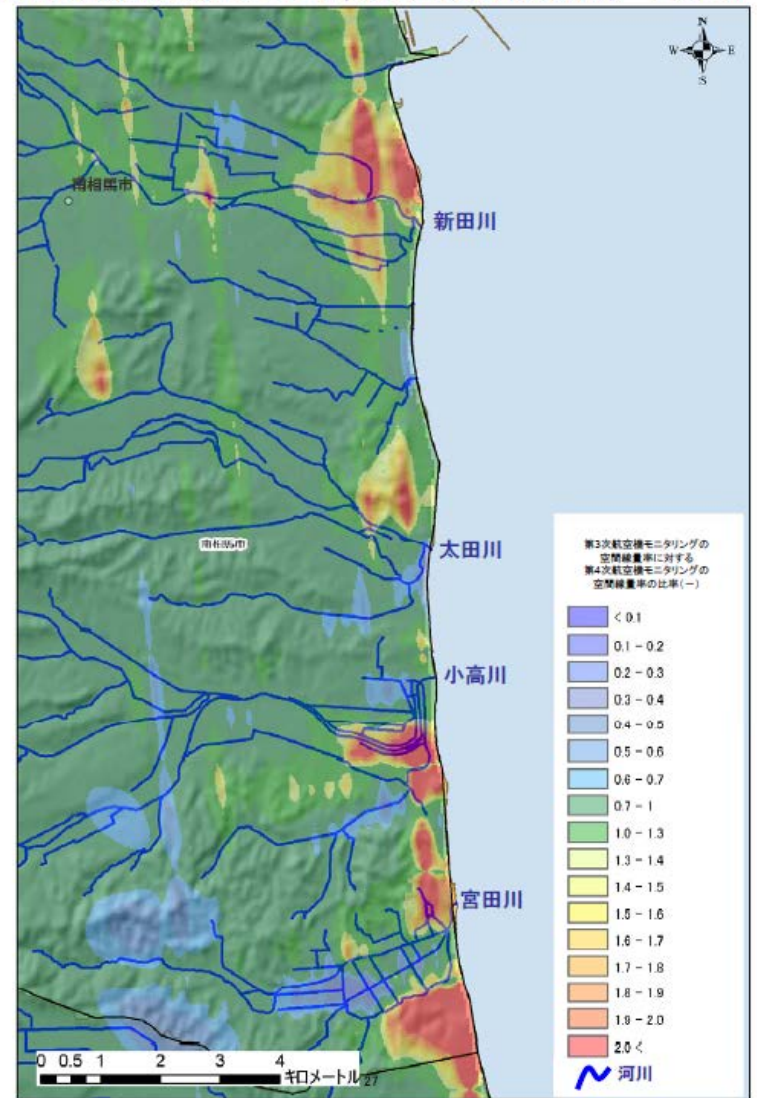 N
W E
S
南相馬市
新田川
南相馬市
太田川
小高川
宮田川
第3次航空機モニタリングの
空間線量率に対する
第4次航空機モニタリングの
空間線量率の比率(−)
< 0.1
0.1 - 0.2
0.2 - 0.3
0.3 - 0.4
0.4 - 0.5
0.5 - 0.6
0.6 - 0.7
0.7 - 1
1.0 - 1.3
1.3 - 1.4
1.4 - 1.5
1.5 - 1.6
1.6 - 1.7
1.7 - 1.8
1.8 - 1.9
1.9 - 2.0
2.0 <
河川
0 0.5 1 2 3 4
キロメートル 27